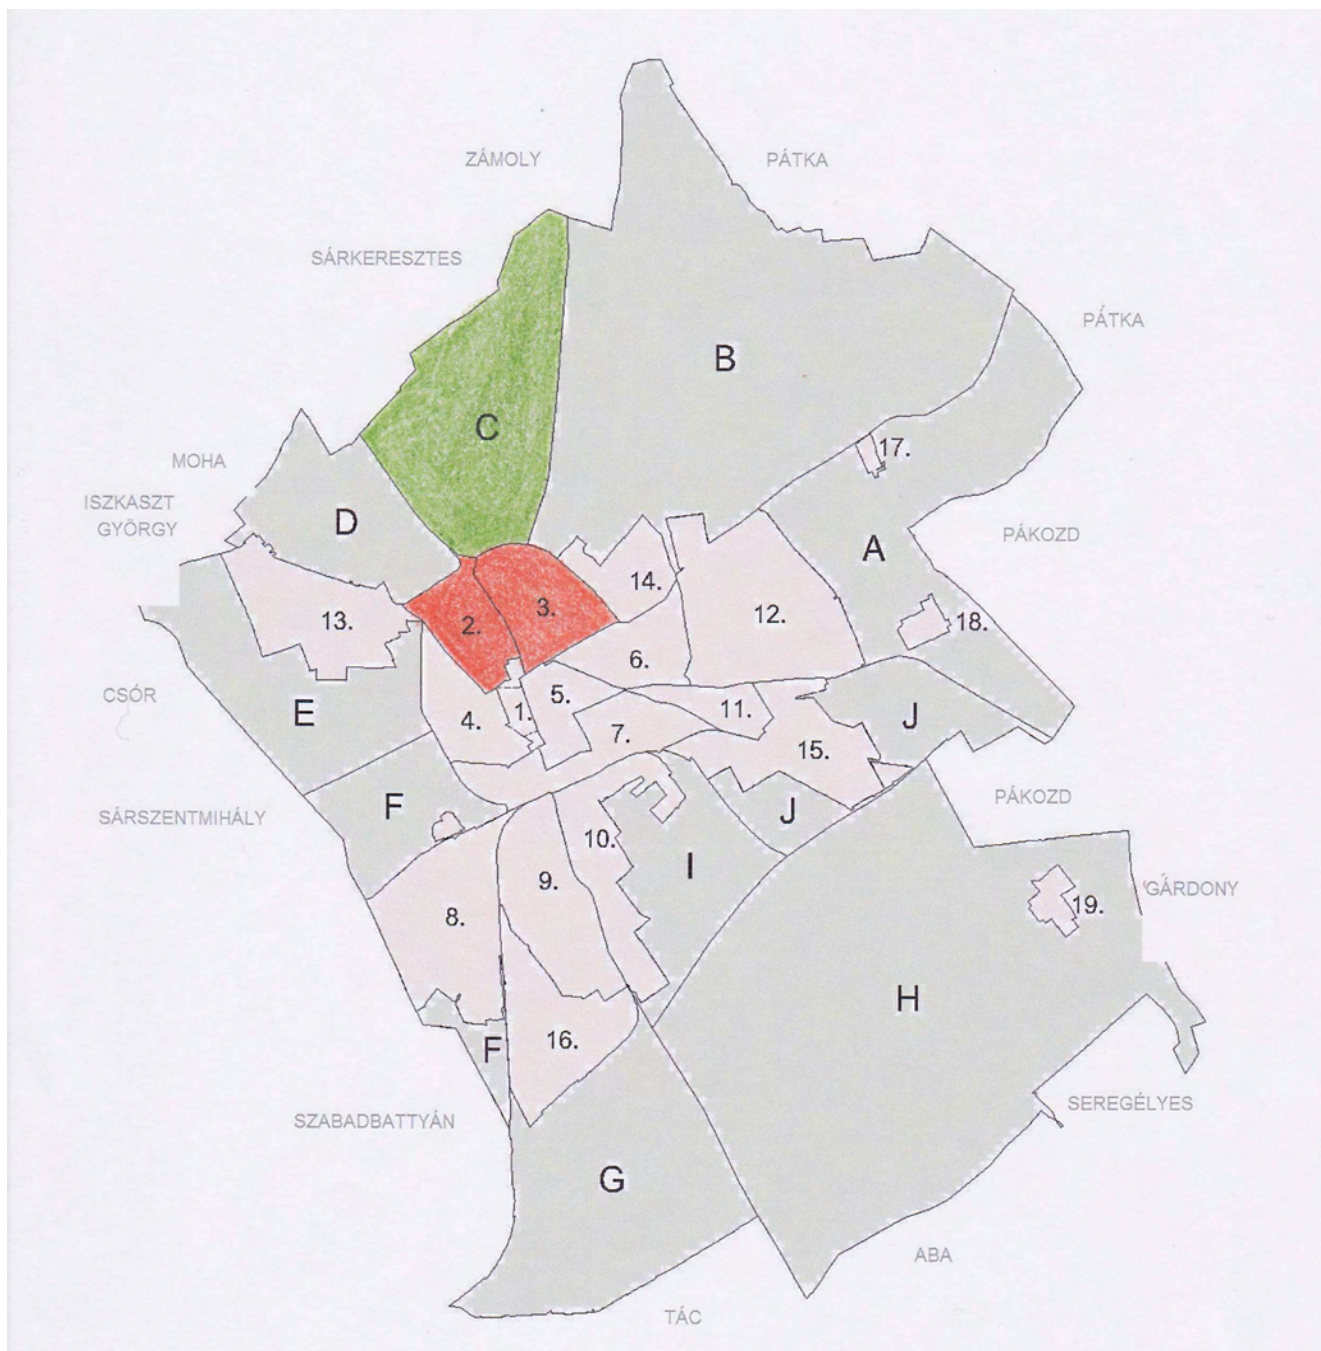 ZÁMOLY
PÁTKA
SÁRKERESZTES
PÁTKA
B
C
17.
MOHA
ISZKASZT
GYÖRGY
D
PÁKOZD
A
14.
3.
12.
13.
2.
18.
6.
CSÓR
5.
E
4.
1.
11.
J
7.
15.
PÁKOZD
F
J
SÁRSZENTMIHÁLY
10.
I
9.
GÁRDONY
19.
8.
H
16.
F
SEREGÉLYES
SZABADBATTYÁN
G
ABA
TÁC